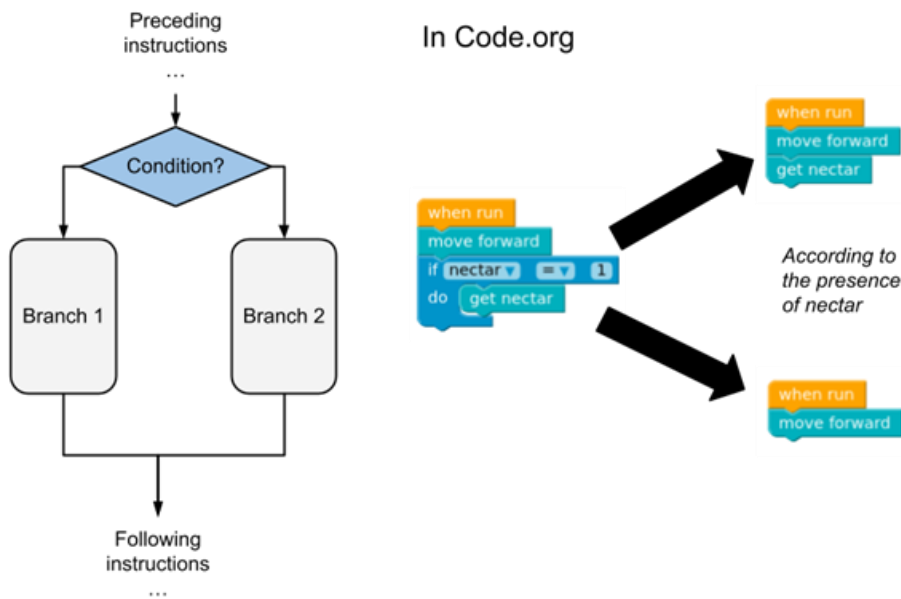 Preceding
instructions
...
Condition?
Branch 1
Branch 2
Following
instructions
...
In Code.org
when run
move forward
if nectar ▾ = ▾ 1
do get nectar
when run
move forward
get nectar
According to
the presence
of nectar
when run
move forward